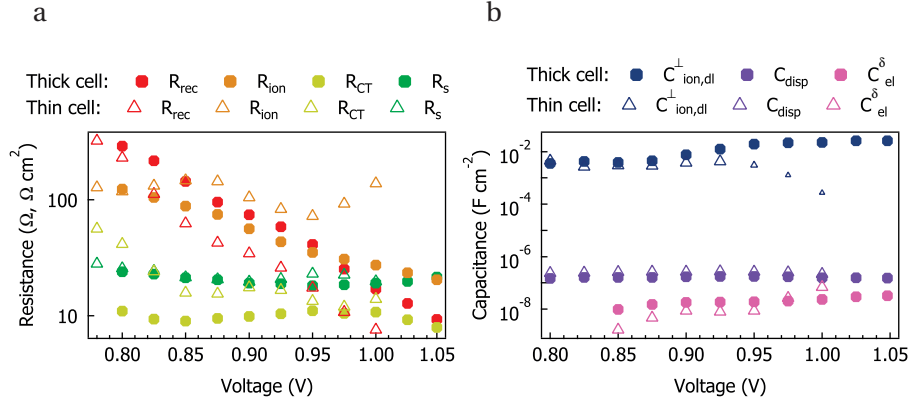 a
Thick cell: R_rec R_ion R_CT R_s
Thin cell: R_rec R_ion R_CT R_s
Resistance (Ω, Ω cm²)
100
10
0.80 0.85 0.90 0.95 1.00 1.05
Voltage (V)
b
Thick cell: C^⊥_ion,dl C_disp C^δ_el
Thin cell: C^⊥_ion,dl C_disp C^δ_el
Capacitance (F cm⁻²)
10⁻²
10⁻⁴
10⁻⁶
10⁻⁸
0.80 0.85 0.90 0.95 1.00 1.05
Voltage (V)